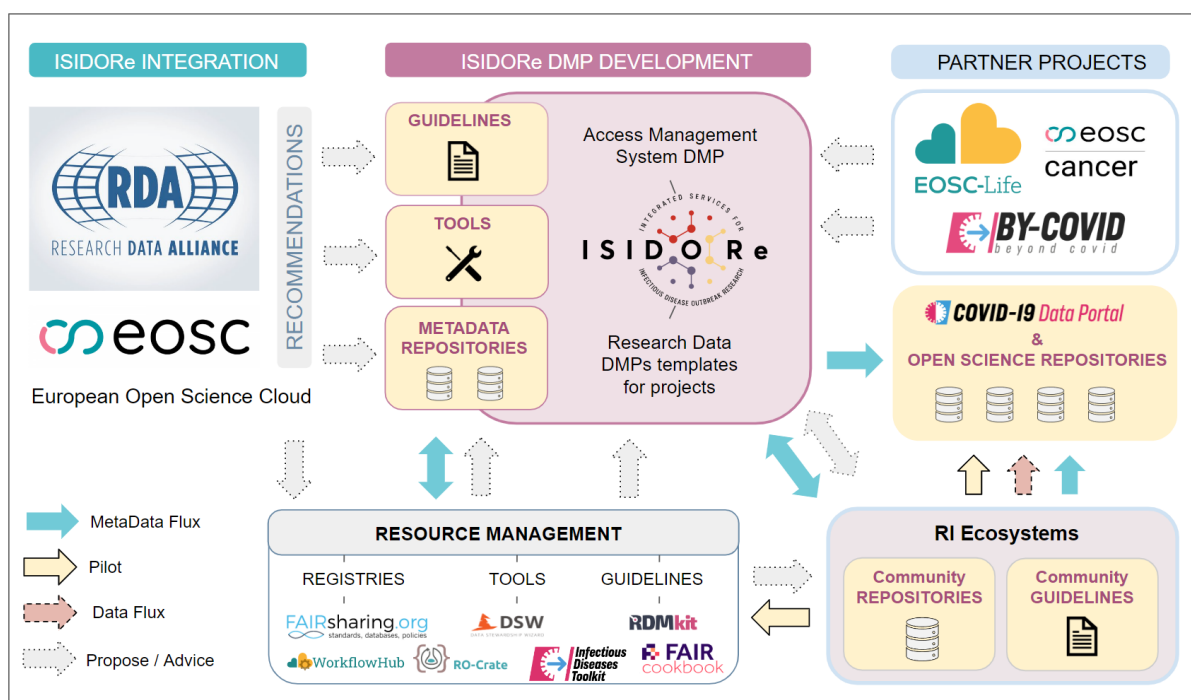 ISIDORe INTEGRATION
RDA
RESEARCH DATA ALLIANCE
eosc
European Open Science Cloud
RECOMMENDATIONS
ISIDORe DMP DEVELOPMENT
GUIDELINES
TOOLS
METADATA
REPOSITORIES
Access Management
System DMP
INTEGRATED SERVICES FOR
ISIDORe
INFECTIOUS DISEASE OUTBREAK RESEARCH
Research Data
DMPs templates
for projects
PARTNER PROJECTS
EOSC-Life
eosc
cancer
BY-COVID
beyond covid
COVID-19 Data Portal
&
OPEN SCIENCE REPOSITORIES
MetaData Flux
Pilot
Data Flux
Propose / Advice
RESOURCE MANAGEMENT
REGISTRIES
TOOLS
GUIDELINES
FAIRsharing.org
standards, databases, policies
DSW
DATA STEWARDSHIP WIZARD
RDMkit
WorkflowHub
RO-Crate
Infectious
Diseases
Toolkit
FAIR
cookbook
RI Ecosystems
Community
REPOSITORIES
Community
GUIDELINES